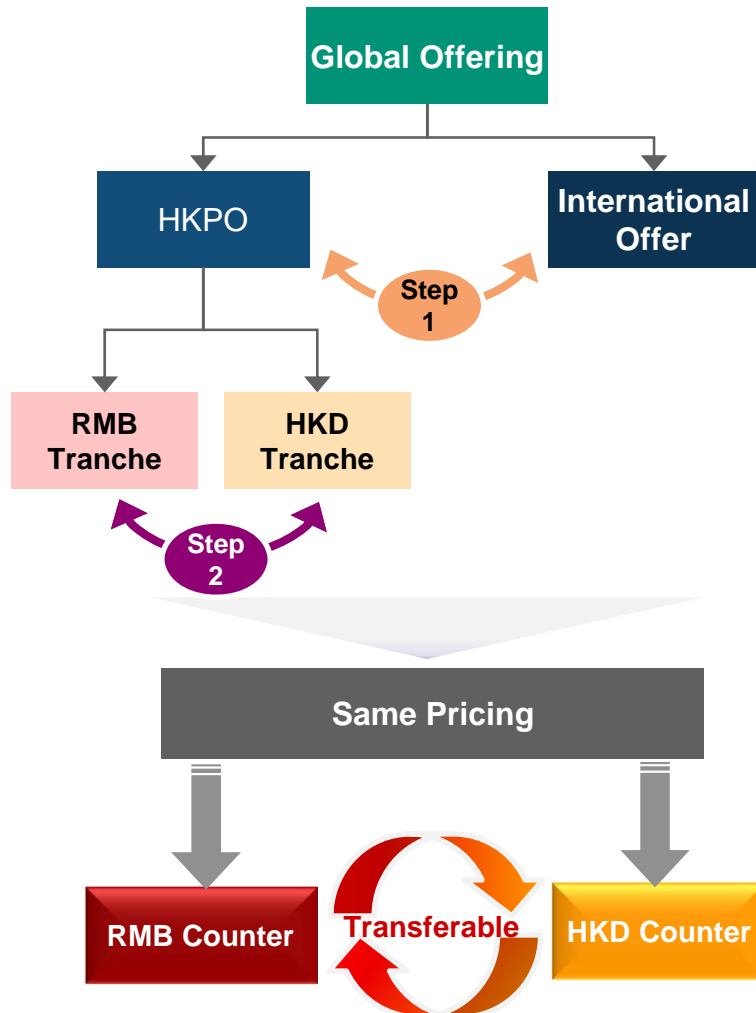 Global Offering
HKPO
International
Offer
Step
1
RMB
Tranche
HKD
Tranche
Step
2
Same Pricing
RMB Counter
Transferable
HKD Counter